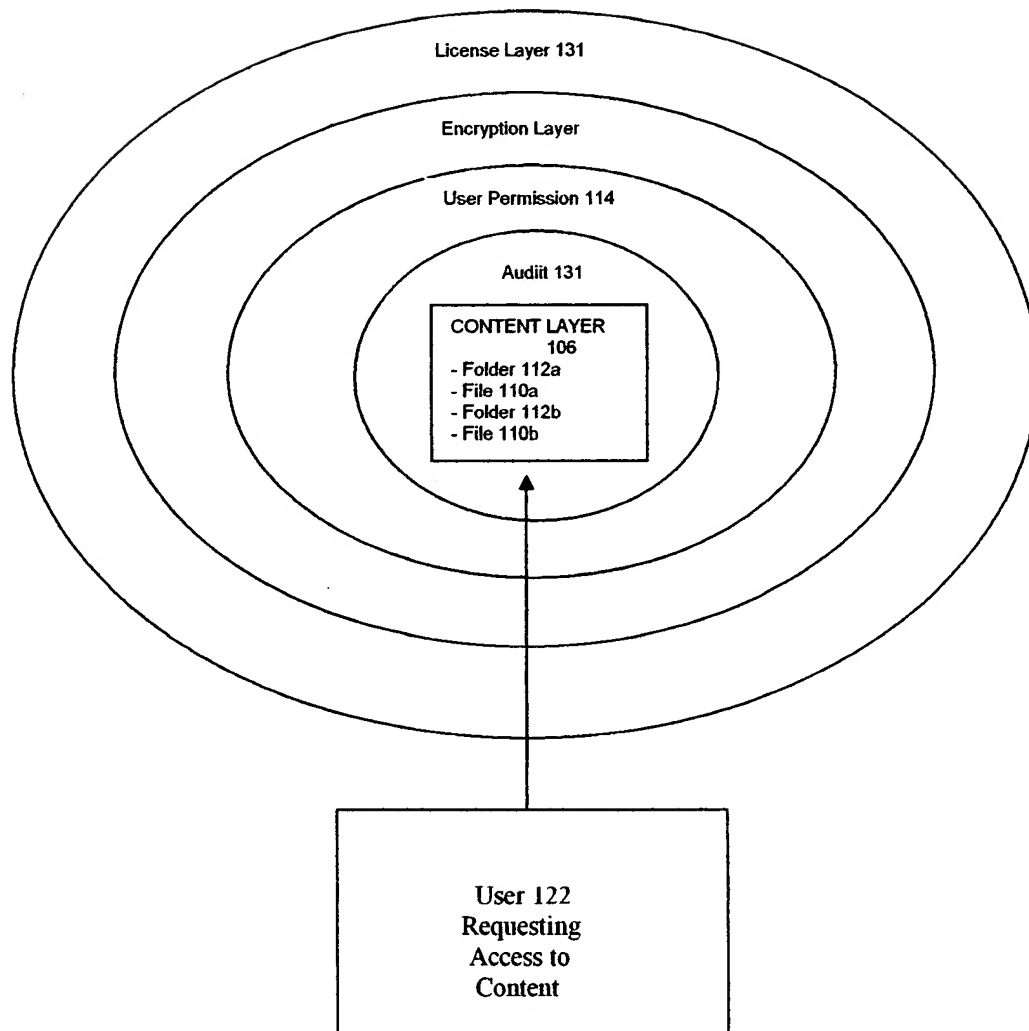 License Layer 131
Encryption Layer
User Permission 114
Audiit 131
CONTENT LAYER
106
- Folder 112a
- File 110a
- Folder 112b
- File 110b
User 122
Requesting
Access to
Content